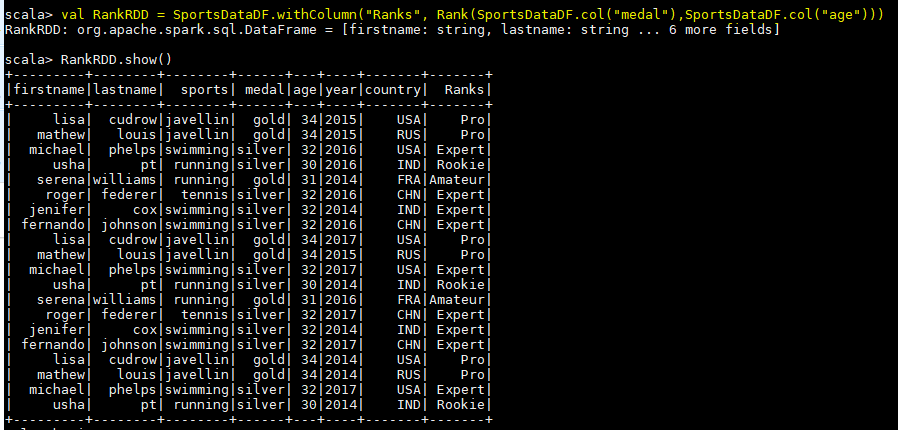 scala> val RankRDD = SportsDataDF.withColumn("Ranks", Rank(SportsDataDF.col("medal"),SportsDataDF.col("age")))
RankRDD: org.apache.spark.sql.DataFrame = [firstname: string, lastname: string ... 6 more fields]
scala> RankRDD.show()
+---------+--------+--------+------+---+----+-------+-------+
|firstname|lastname|  sports| medal|age|year|country|  Ranks|
+---------+--------+--------+------+---+----+-------+-------+
|     lisa|  cudrow|javellin|  gold| 34|2015|    USA|    Pro|
|   mathew|   louis|javellin|  gold| 34|2015|    RUS|    Pro|
|  michael|  phelps|swimming|silver| 32|2016|    USA| Expert|
|     usha|      pt| running|silver| 30|2016|    IND| Rookie|
|   serena|williams| running|  gold| 31|2014|    FRA|Amateur|
|    roger| federer|  tennis|silver| 32|2016|    CHN| Expert|
|  jenifer|     cox|swimming|silver| 32|2014|    IND| Expert|
| fernando| johnson|swimming|silver| 32|2016|    CHN| Expert|
|     lisa|  cudrow|javellin|  gold| 34|2017|    USA|    Pro|
|   mathew|   louis|javellin|  gold| 34|2015|    RUS|    Pro|
|  michael|  phelps|swimming|silver| 32|2017|    USA| Expert|
|     usha|      pt| running|silver| 30|2014|    IND| Rookie|
|   serena|williams| running|  gold| 31|2016|    FRA|Amateur|
|    roger| federer|  tennis|silver| 32|2017|    CHN| Expert|
|  jenifer|     cox|swimming|silver| 32|2014|    IND| Expert|
| fernando| johnson|swimming|silver| 32|2017|    CHN| Expert|
|     lisa|  cudrow|javellin|  gold| 34|2014|    USA|    Pro|
|   mathew|   louis|javellin|  gold| 34|2014|    RUS|    Pro|
|  michael|  phelps|swimming|silver| 32|2017|    USA| Expert|
|     usha|      pt| running|silver| 30|2014|    IND| Rookie|
+---------+--------+--------+------+---+----+-------+-------+